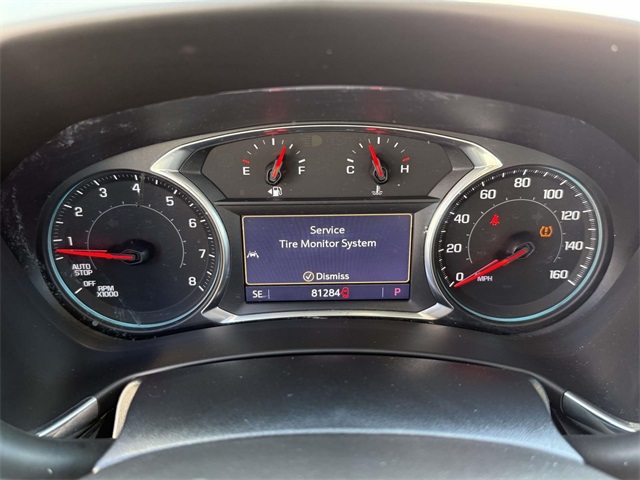 E F
C H
1 2 3 4 5 6 7 8
AUTO
STOP
OFF
RPM
X1000
Service
Tire Monitor System
Dismiss
SE
81284
P
0 20 40 60 80 100 120 140 160
MPH